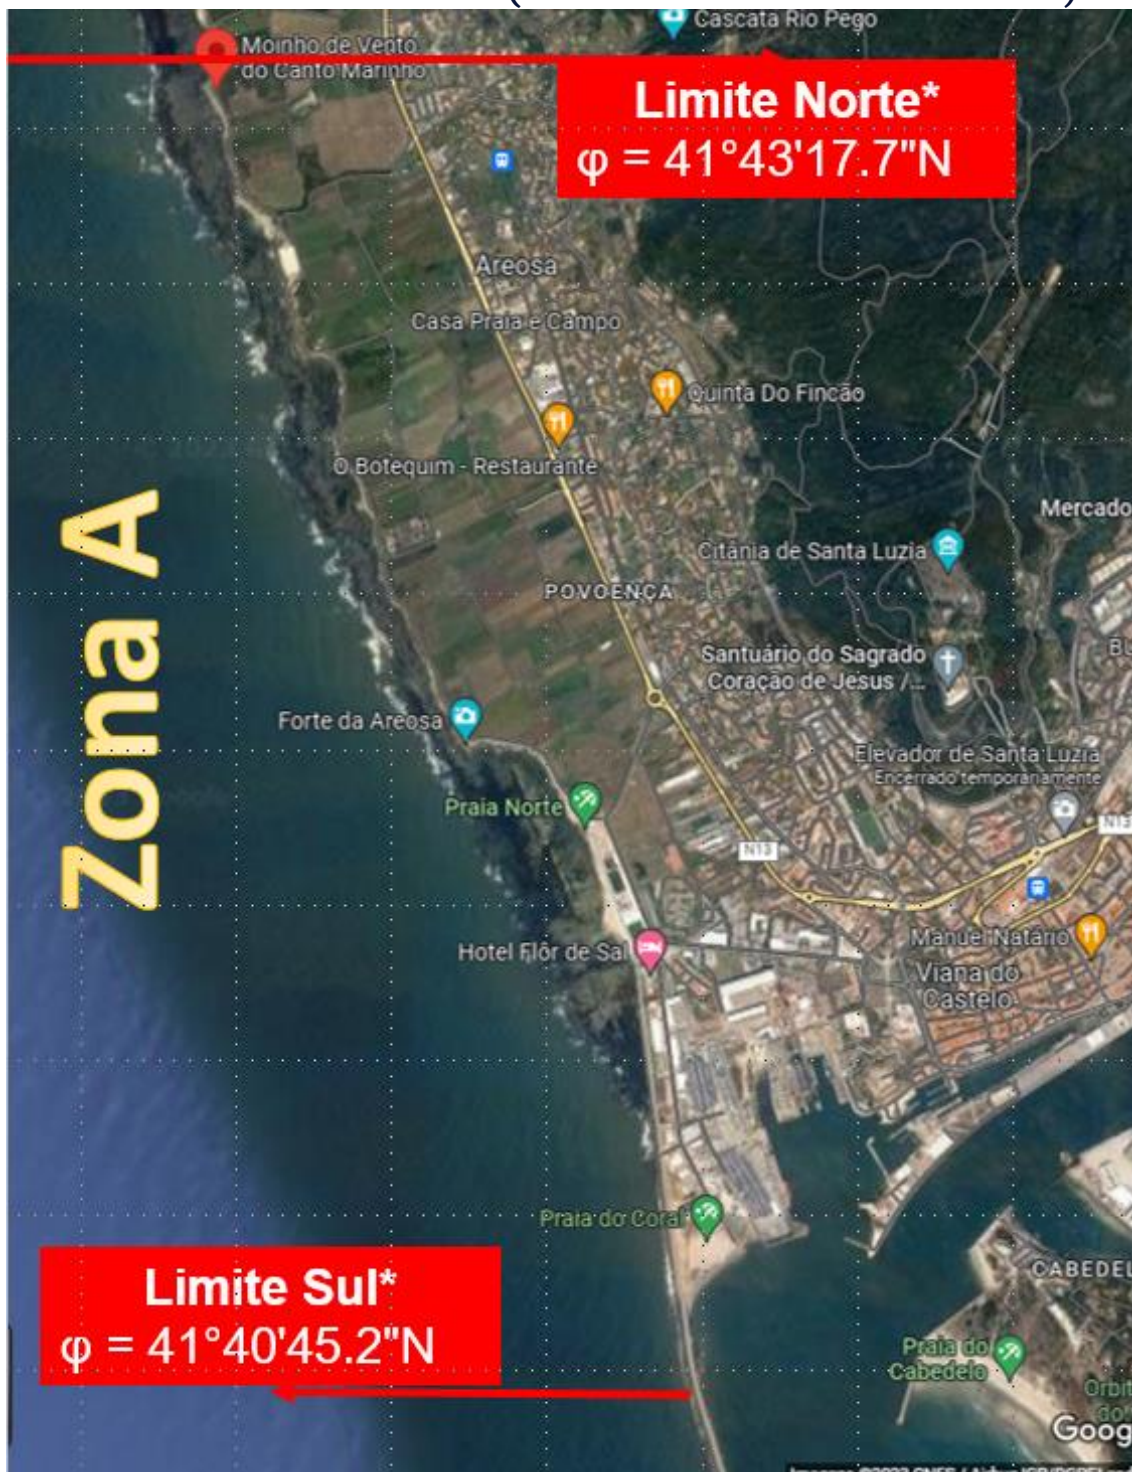 Cascata Rio Pego
Moinho de Vento
do Canto Marinho
Limite Norte*
φ = 41°43'17.7"N
Areosa
Casa Praia e Campo
Quinta Do Fincão
O Botequim - Restaurante
Zona A
Mercado
Citânia de Santa Luzia
POVOENÇA
Santuário do Sagrado
Coração de Jesus /...
Forte da Areosa
Elevador de Santa Luzia
Encerrado temporariamente
Praia Norte
N13
N13
Manuel Natário
Hotel Flôr de Sal
Viana do
Castelo
Praia do Coral
Limite Sul*
φ = 41°40'45.2"N
CABEDEL
Praia do
Cabedelo
Orbit
Goog